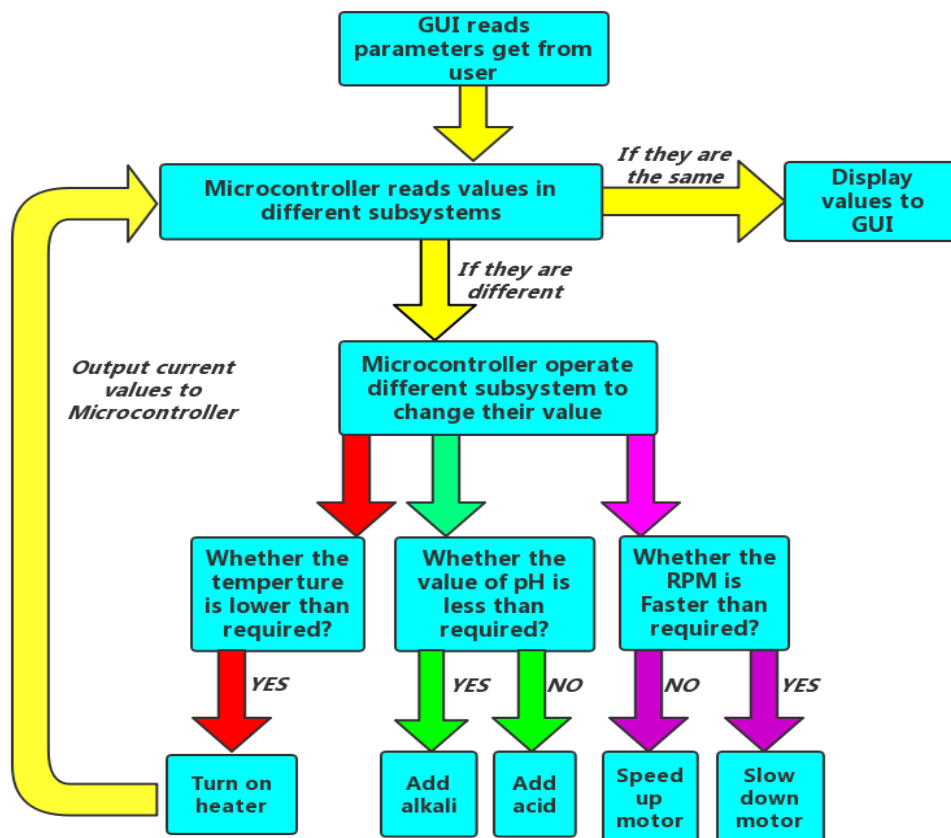 GUI reads
parameters get from
user
If they are
the same
Microcontroller reads values in
different subsystems
Display
values to
GUI
If they are
different
Output current
values to
Microcontroller
Microcontroller operate
different subsystem to
change their value
Whether the
temperture
is lower than
required?
Whether the
value of pH is
less than
required?
Whether the
RPM is
Faster than
required?
YES
YES
NO
NO
YES
Turn on
heater
Add
alkali
Add
acid
Speed
up
motor
Slow
down
motor